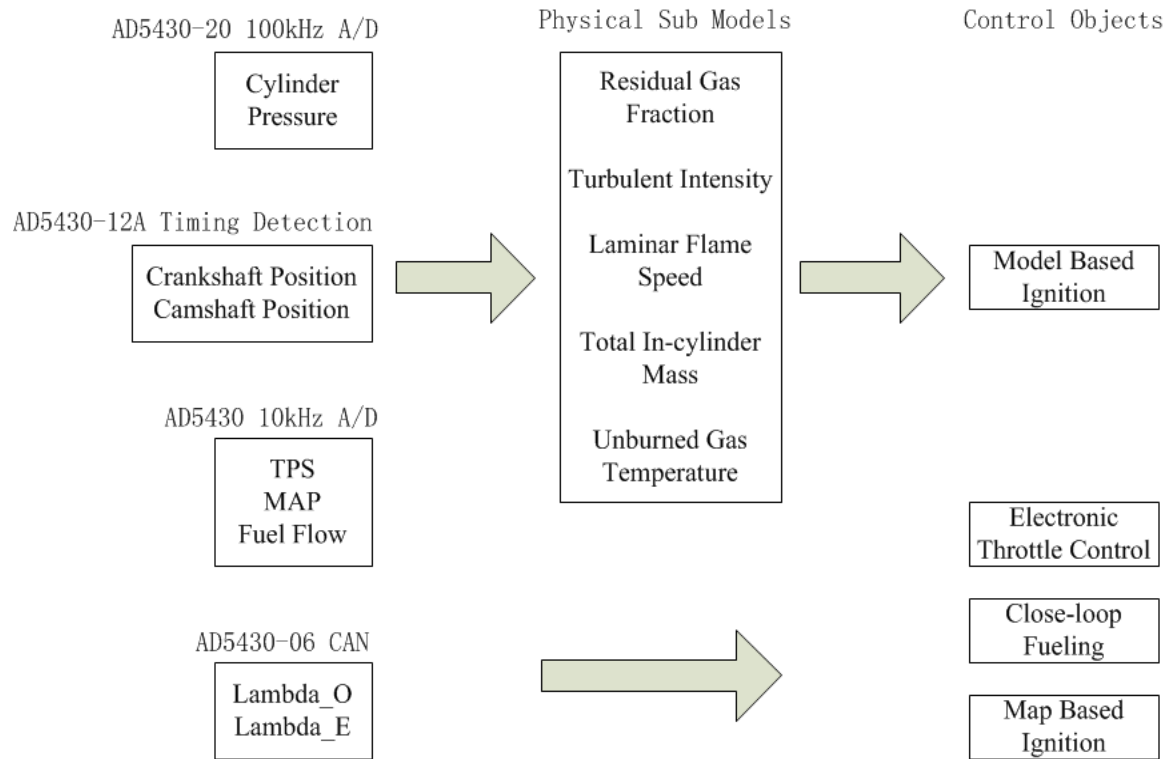 AD5430-20 100kHz A/D
Cylinder
Pressure
AD5430-12A Timing Detection
Crankshaft Position
Camshaft Position
AD5430 10kHz A/D
TPS
MAP
Fuel Flow
AD5430-06 CAN
Lambda_O
Lambda_E
Physical Sub Models
Residual Gas
Fraction
Turbulent Intensity
Laminar Flame
Speed
Total In-cylinder
Mass
Unburned Gas
Temperature
Control Objects
Model Based
Ignition
Electronic
Throttle Control
Close-loop
Fueling
Map Based
Ignition